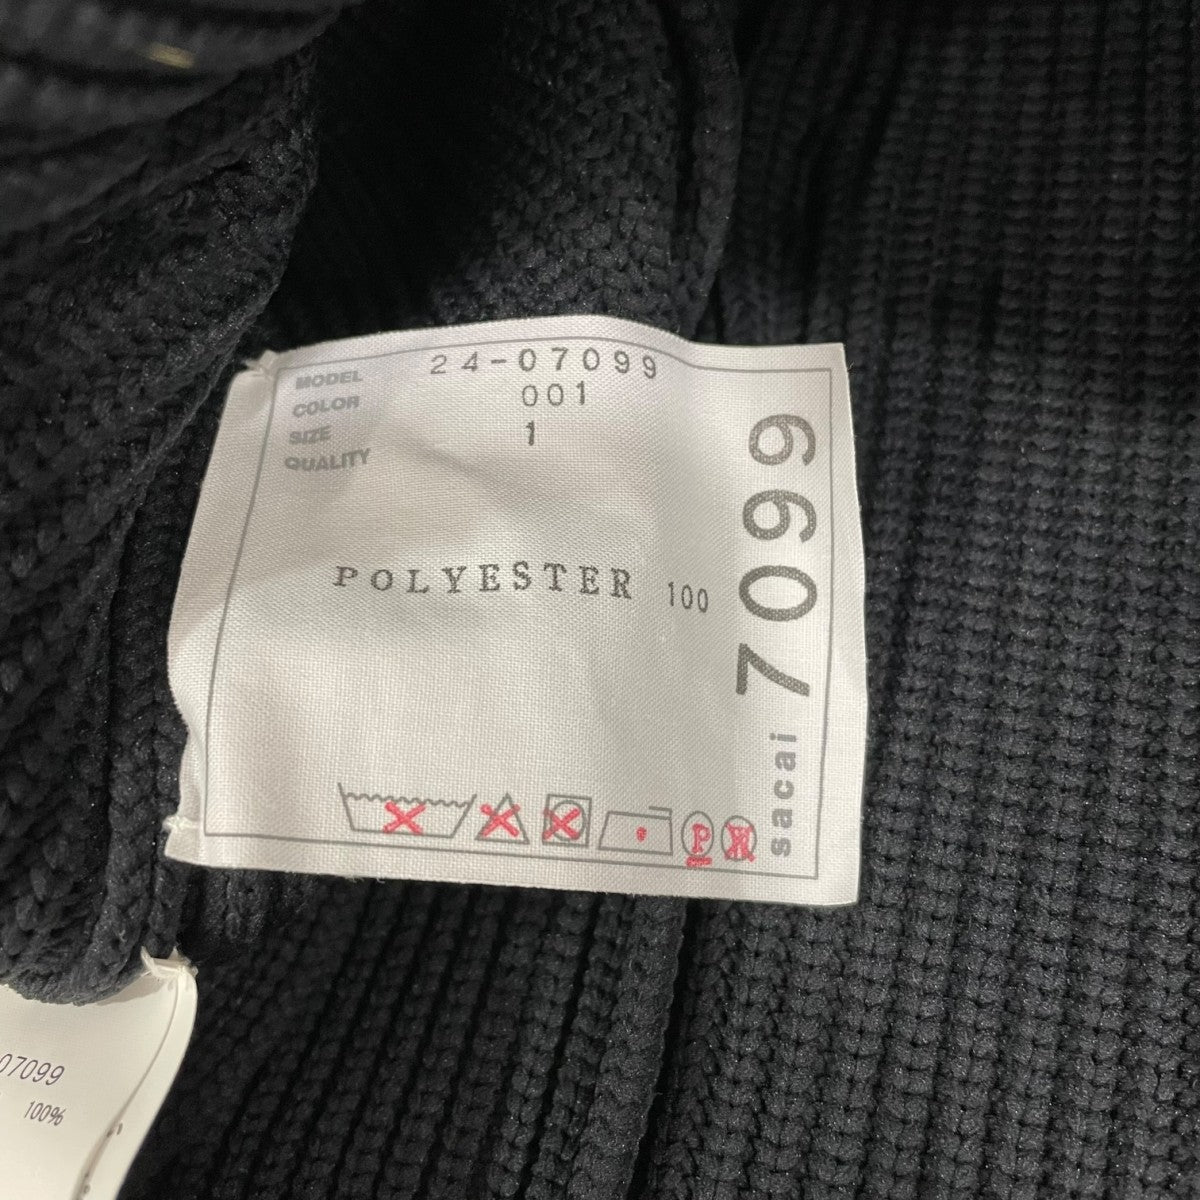 MODEL 24-07099
COLOR 001
SIZE 1
QUALITY
POLYESTER 100
P
W
sacai 7099
07099
100%